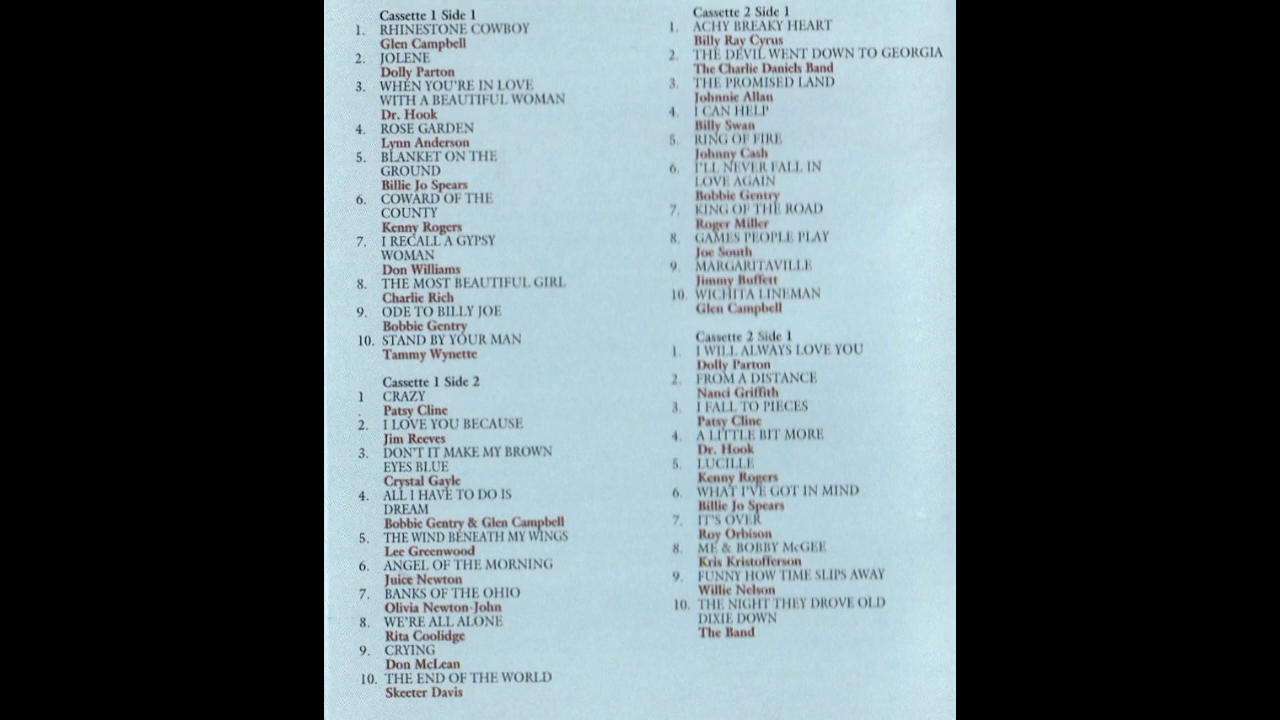 Cassette 1 Side 1
1. RHINESTONE COWBOY
Glen Campbell
2. JOLENE
Dolly Parton
3. WHEN YOU'RE IN LOVE
WITH A BEAUTIFUL WOMAN
Dr. Hook
4. ROSE GARDEN
Lynn Anderson
5. BLANKET ON THE
GROUND
Billie Jo Spears
6. COWARD OF THE
COUNTY
Kenny Rogers
7. I RECALL A GYPSY
WOMAN
Don Williams
8. THE MOST BEAUTIFUL GIRL
Charlie Rich
9. ODE TO BILLY JOE
Bobbie Gentry
10. STAND BY YOUR MAN
Tammy Wynette
Cassette 1 Side 2
1 CRAZY
. Patsy Cline
2. I LOVE YOU BECAUSE
Jim Reeves
3. DON'T IT MAKE MY BROWN
EYES BLUE
Crystal Gayle
4. ALL I HAVE TO DO IS
DREAM
Bobbie Gentry & Glen Campbell
5. THE WIND BENEATH MY WINGS
Lee Greenwood
6. ANGEL OF THE MORNING
Juice Newton
7. BANKS OF THE OHIO
Olivia Newton-John
8. WE'RE ALL ALONE
Rita Coolidge
9. CRYING
Don McLean
10. THE END OF THE WORLD
Skeeter Davis
Cassette 2 Side 1
1. ACHY BREAKY HEART
Billy Ray Cyrus
2. THE DEVIL WENT DOWN TO GEORGIA
The Charlie Daniels Band
3. THE PROMISED LAND
Johnnie Allan
4. I CAN HELP
Billy Swan
5. RING OF FIRE
Johnny Cash
6. I'LL NEVER FALL IN
LOVE AGAIN
Bobbie Gentry
7. KING OF THE ROAD
Roger Miller
8. GAMES PEOPLE PLAY
Joe South
9. MARGARITAVILLE
Jimmy Buffett
10. WICHITA LINEMAN
Glen Campbell
Cassette 2 Side 1
1. I WILL ALWAYS LOVE YOU
Dolly Parton
2. FROM A DISTANCE
Nanci Griffith
3. I FALL TO PIECES
Patsy Cline
4. A LITTLE BIT MORE
Dr. Hook
5. LUCILLE
Kenny Rogers
6. WHAT I'VE GOT IN MIND
Billie Jo Spears
7. IT'S OVER
Roy Orbison
8. ME & BOBBY McGEE
Kris Kristofferson
9. FUNNY HOW TIME SLIPS AWAY
Willie Nelson
10. THE NIGHT THEY DROVE OLD
DIXIE DOWN
The Band